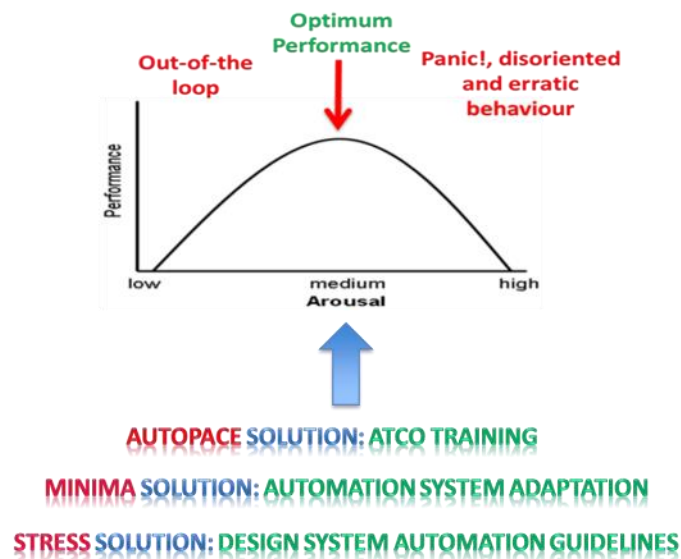 Optimum
Performance
Out-of-the
loop
Panic!, disoriented
and erratic
behaviour
Performance
low
medium
high
Arousal
AUTOPACE SOLUTION: ATCO TRAINING
MINIMA SOLUTION: AUTOMATION SYSTEM ADAPTATION
STRESS SOLUTION: DESIGN SYSTEM AUTOMATION GUIDELINES